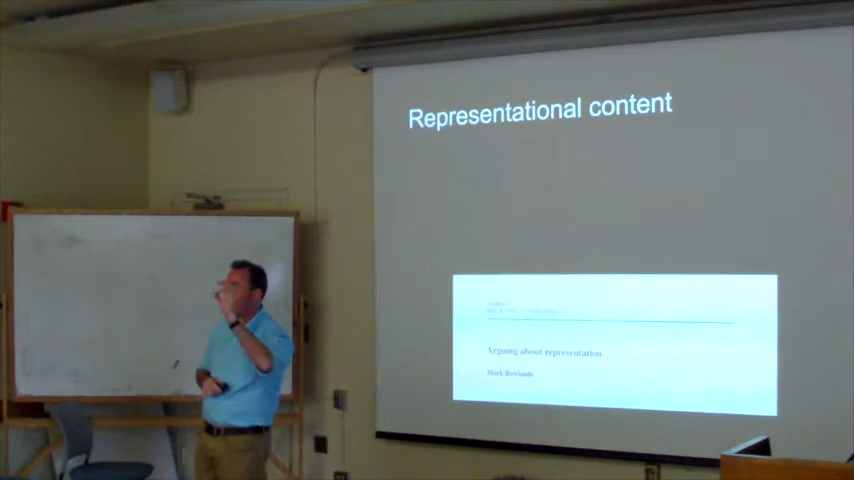 Representational content
Arguing about representation
Mark Rowlands